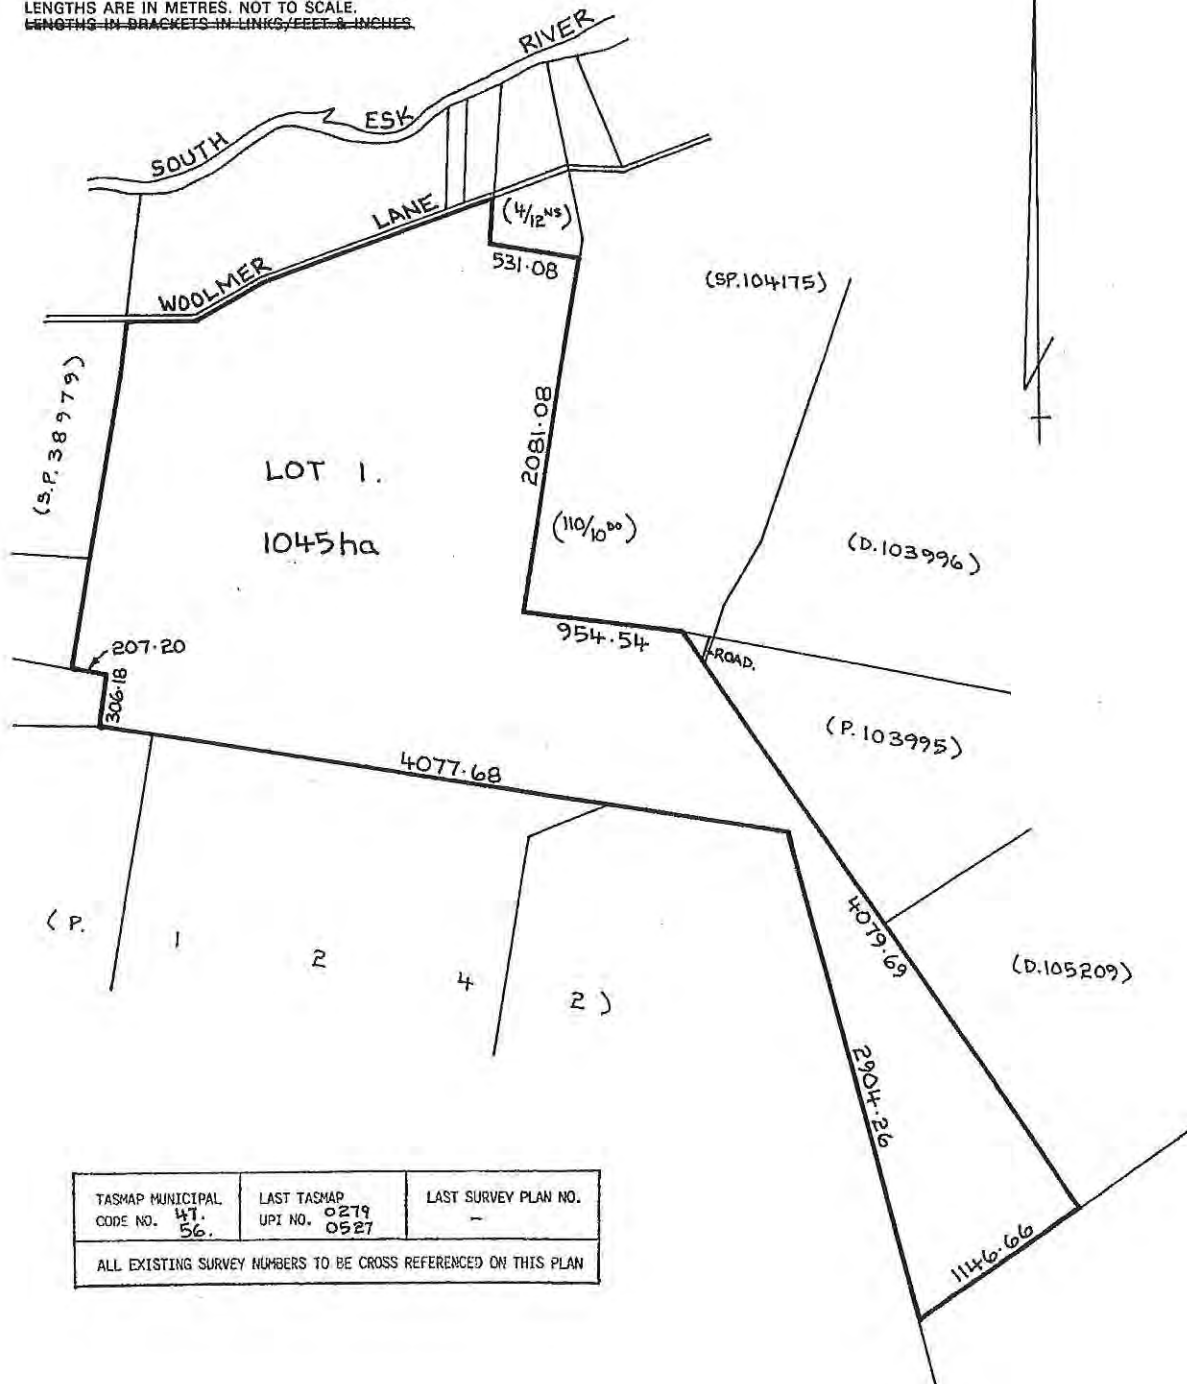 LENGTHS ARE IN METRES. NOT TO SCALE.
LENGTHS IN BRACKETS IN LINKS/FEET & INCHES.
RIVER
ESK
SOUTH
LANE
(4/12NS)
531.08
WOOLMER
(SP.104175)
(S.P. 38979)
2081.08
LOT 1.
1045ha
(110/10DO)
(D.103996)
954.54
ROAD.
207.20
306.18
(P.103995)
4077.68
4079.69
(P. 1 2 4 2)
(D.105209)
2904.26
1146.66
TASMAP MUNICIPAL
CODE NO. 47.
56.
LAST TASMAP
UPI NO. 0279
0527
LAST SURVEY PLAN NO.
–
ALL EXISTING SURVEY NUMBERS TO BE CROSS REFERENCED ON THIS PLAN